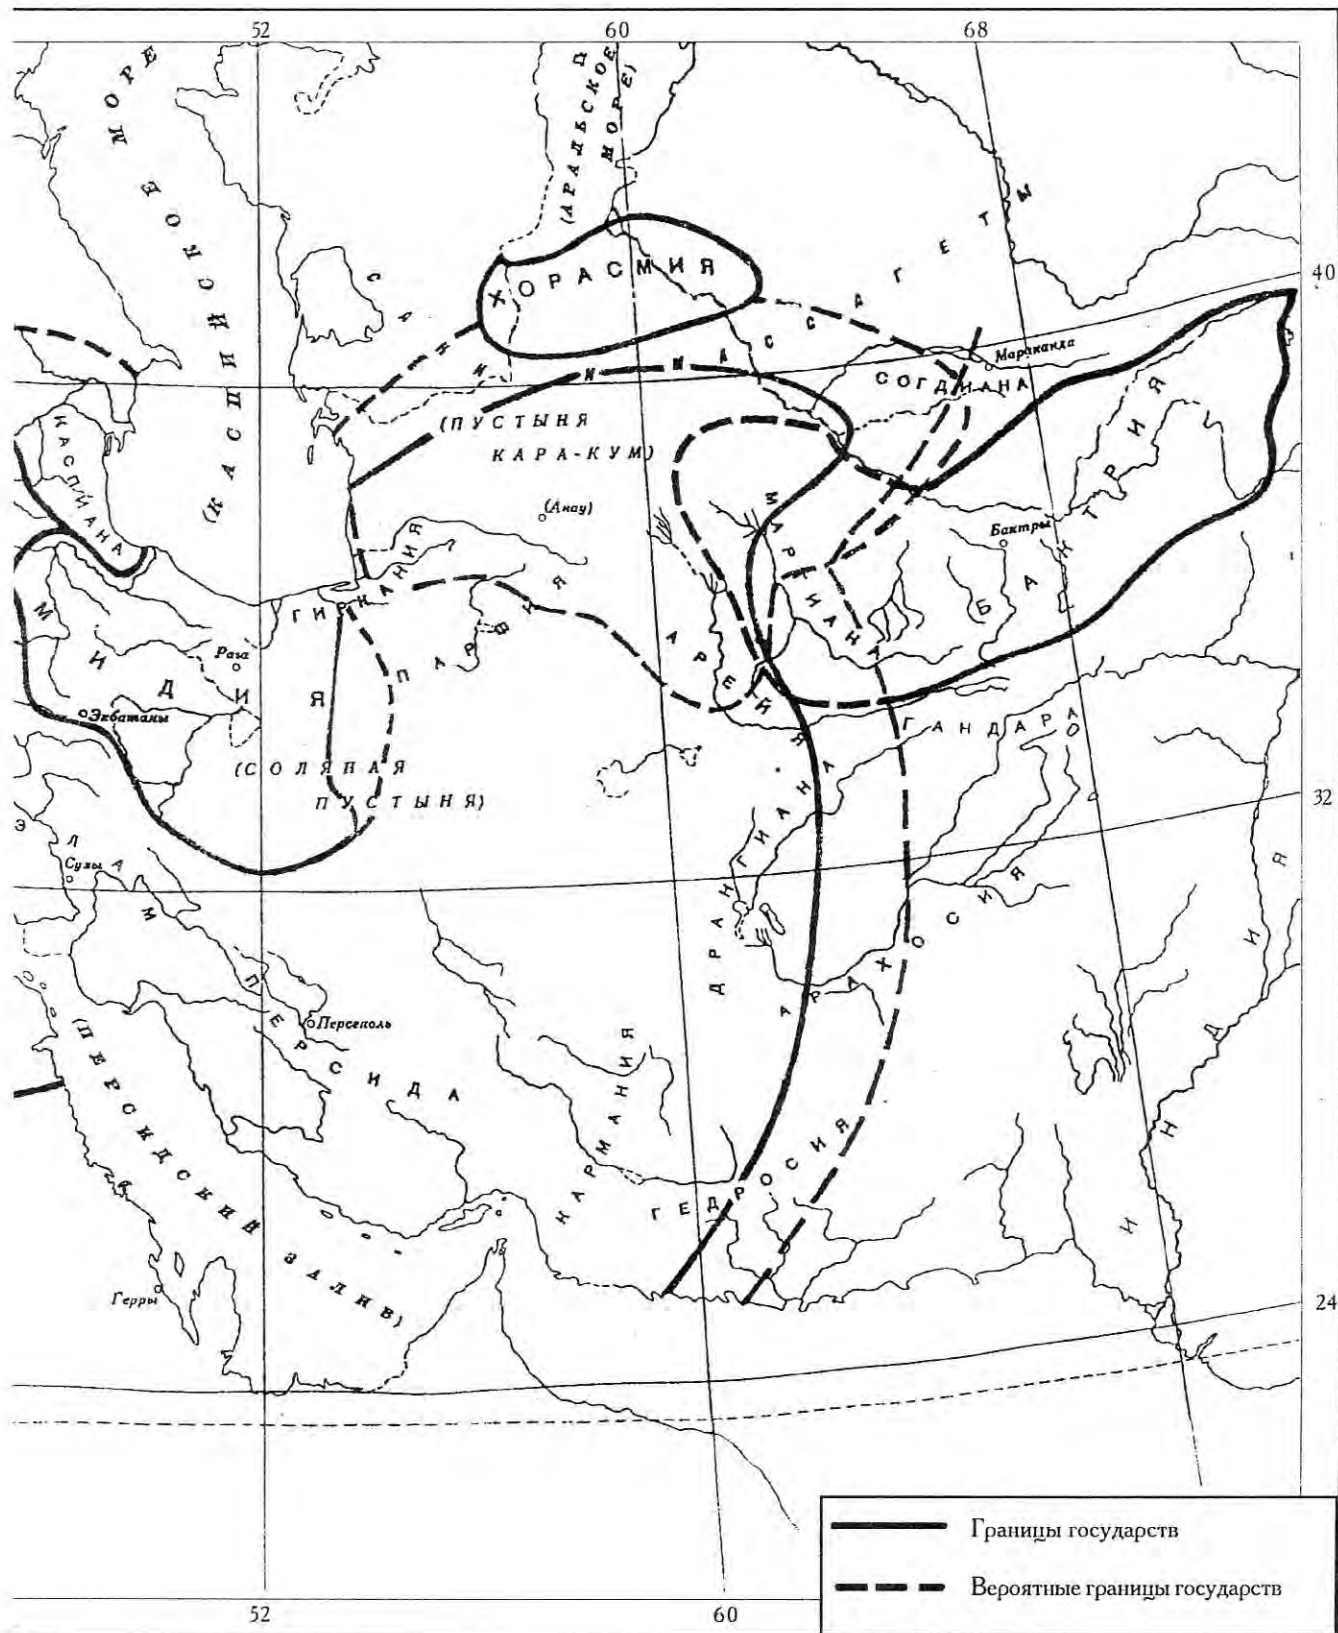 52
60
68
(КАСПИЙСКОЕ МОРЕ
(АРАЛЬСКОЕ
МОРЕ)
ХОРАСМИЯ
САКИ И МАССАГЕТЫ
40
Мараканда
СОГДИАНА
(ПУСТЫНЯ
КАРА-КУМ)
(Анау)
КАСПИАНА
МАРГИАНА
Бактры
БАКТРИЯ
ГИРКАНИЯ
ПАРФИЯ
АРЕЙЯ
МИДИЯ
Рага
Экбатаны
ГАНДАРА
(СОЛЯНАЯ
ПУСТЫНЯ)
32
ЭЛАМ
Сузы
ДРАНГИАНА
АРАХОСИЯ
ИНДИЯ
ПЕРСИДА
Персеполь
(ПЕРСИДСКИЙ ЗАЛИВ)
КАРМАНИЯ
ГЕДРОСИЯ
Герры
24
Границы государств
Вероятные границы государств
52
60